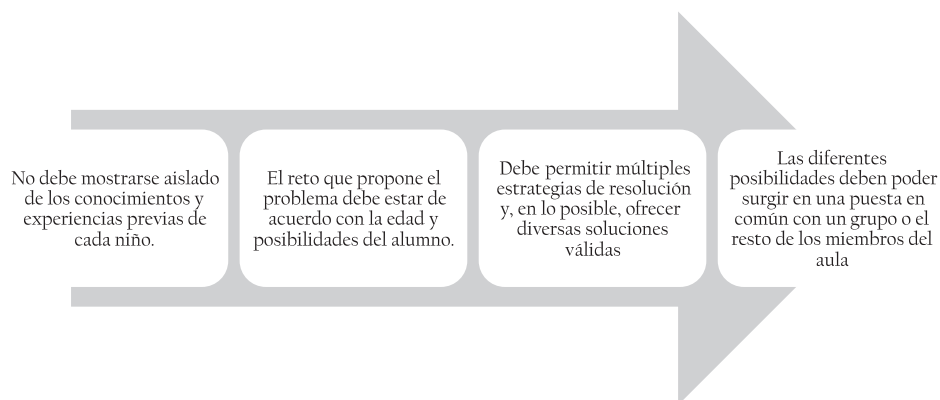 No debe mostrarse aislado
de los conocimientos y
experiencias previas de
cada niño.
El reto que propone el
problema debe estar de
acuerdo con la edad y
posibilidades del alumno.
Debe permitir múltiples
estrategias de resolución
y, en lo posible, ofrecer
diversas soluciones
válidas
Las diferentes
posibilidades deben poder
surgir en una puesta en
común con un grupo o el
resto de los miembros del
aula